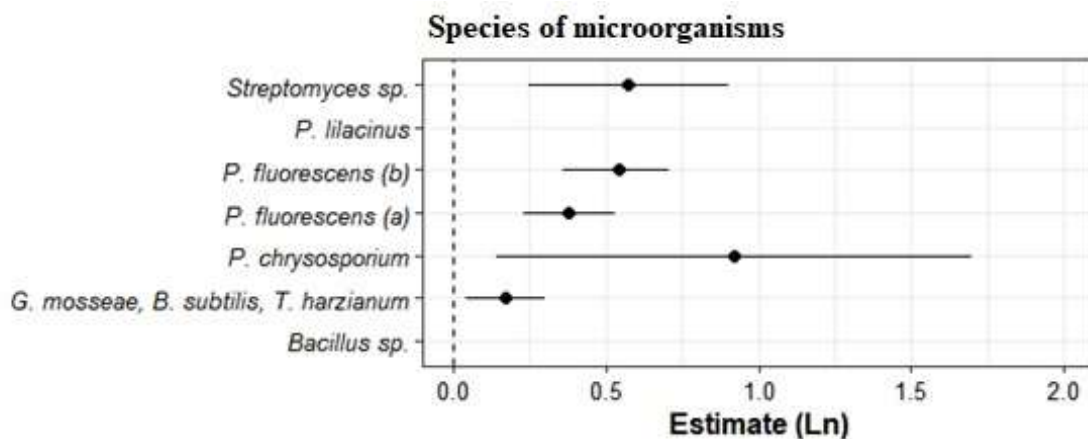 Species of microorganisms
Streptomyces sp.
P. lilacinus
P. fluorescens (b)
P. fluorescens (a)
P. chrysosporium
G. mosseae, B. subtilis, T. harzianum
Bacillus sp.
0.0 0.5 1.0 1.5 2.0
Estimate (Ln)